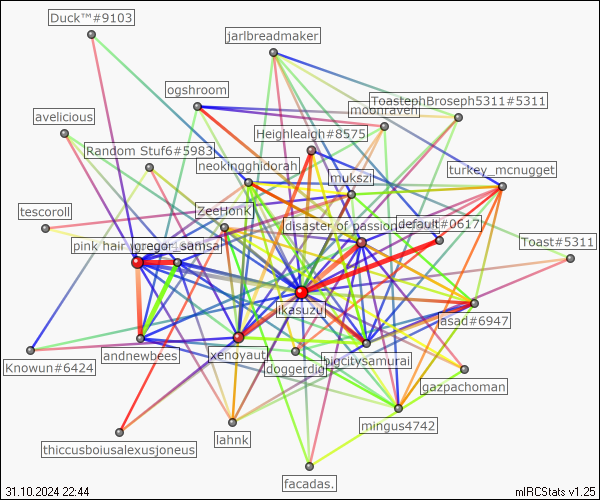 Duck™#9103
jarlbreadmaker
ogshroom
ToastephBroseph5311#5311
moonraven
avelicious
Heighleaigh#8575
Random Stuf6#5983
neokingghidorah
turkey_mcnugget
mukszi
tescoroll
ZeeHonK
disaster of passion
default#0617
pink hair
gregor_samsa
Toast#5311
ikasuzu
asad#6947
Knowun#6424
andnewbees
xenoyaut
doggerdig
bigcitysamurai
gazpachoman
mingus4742
thiccusboiusalexusjoneus
lahnk
facadas.
31.10.2024 22:44
mIRCStats v1.25